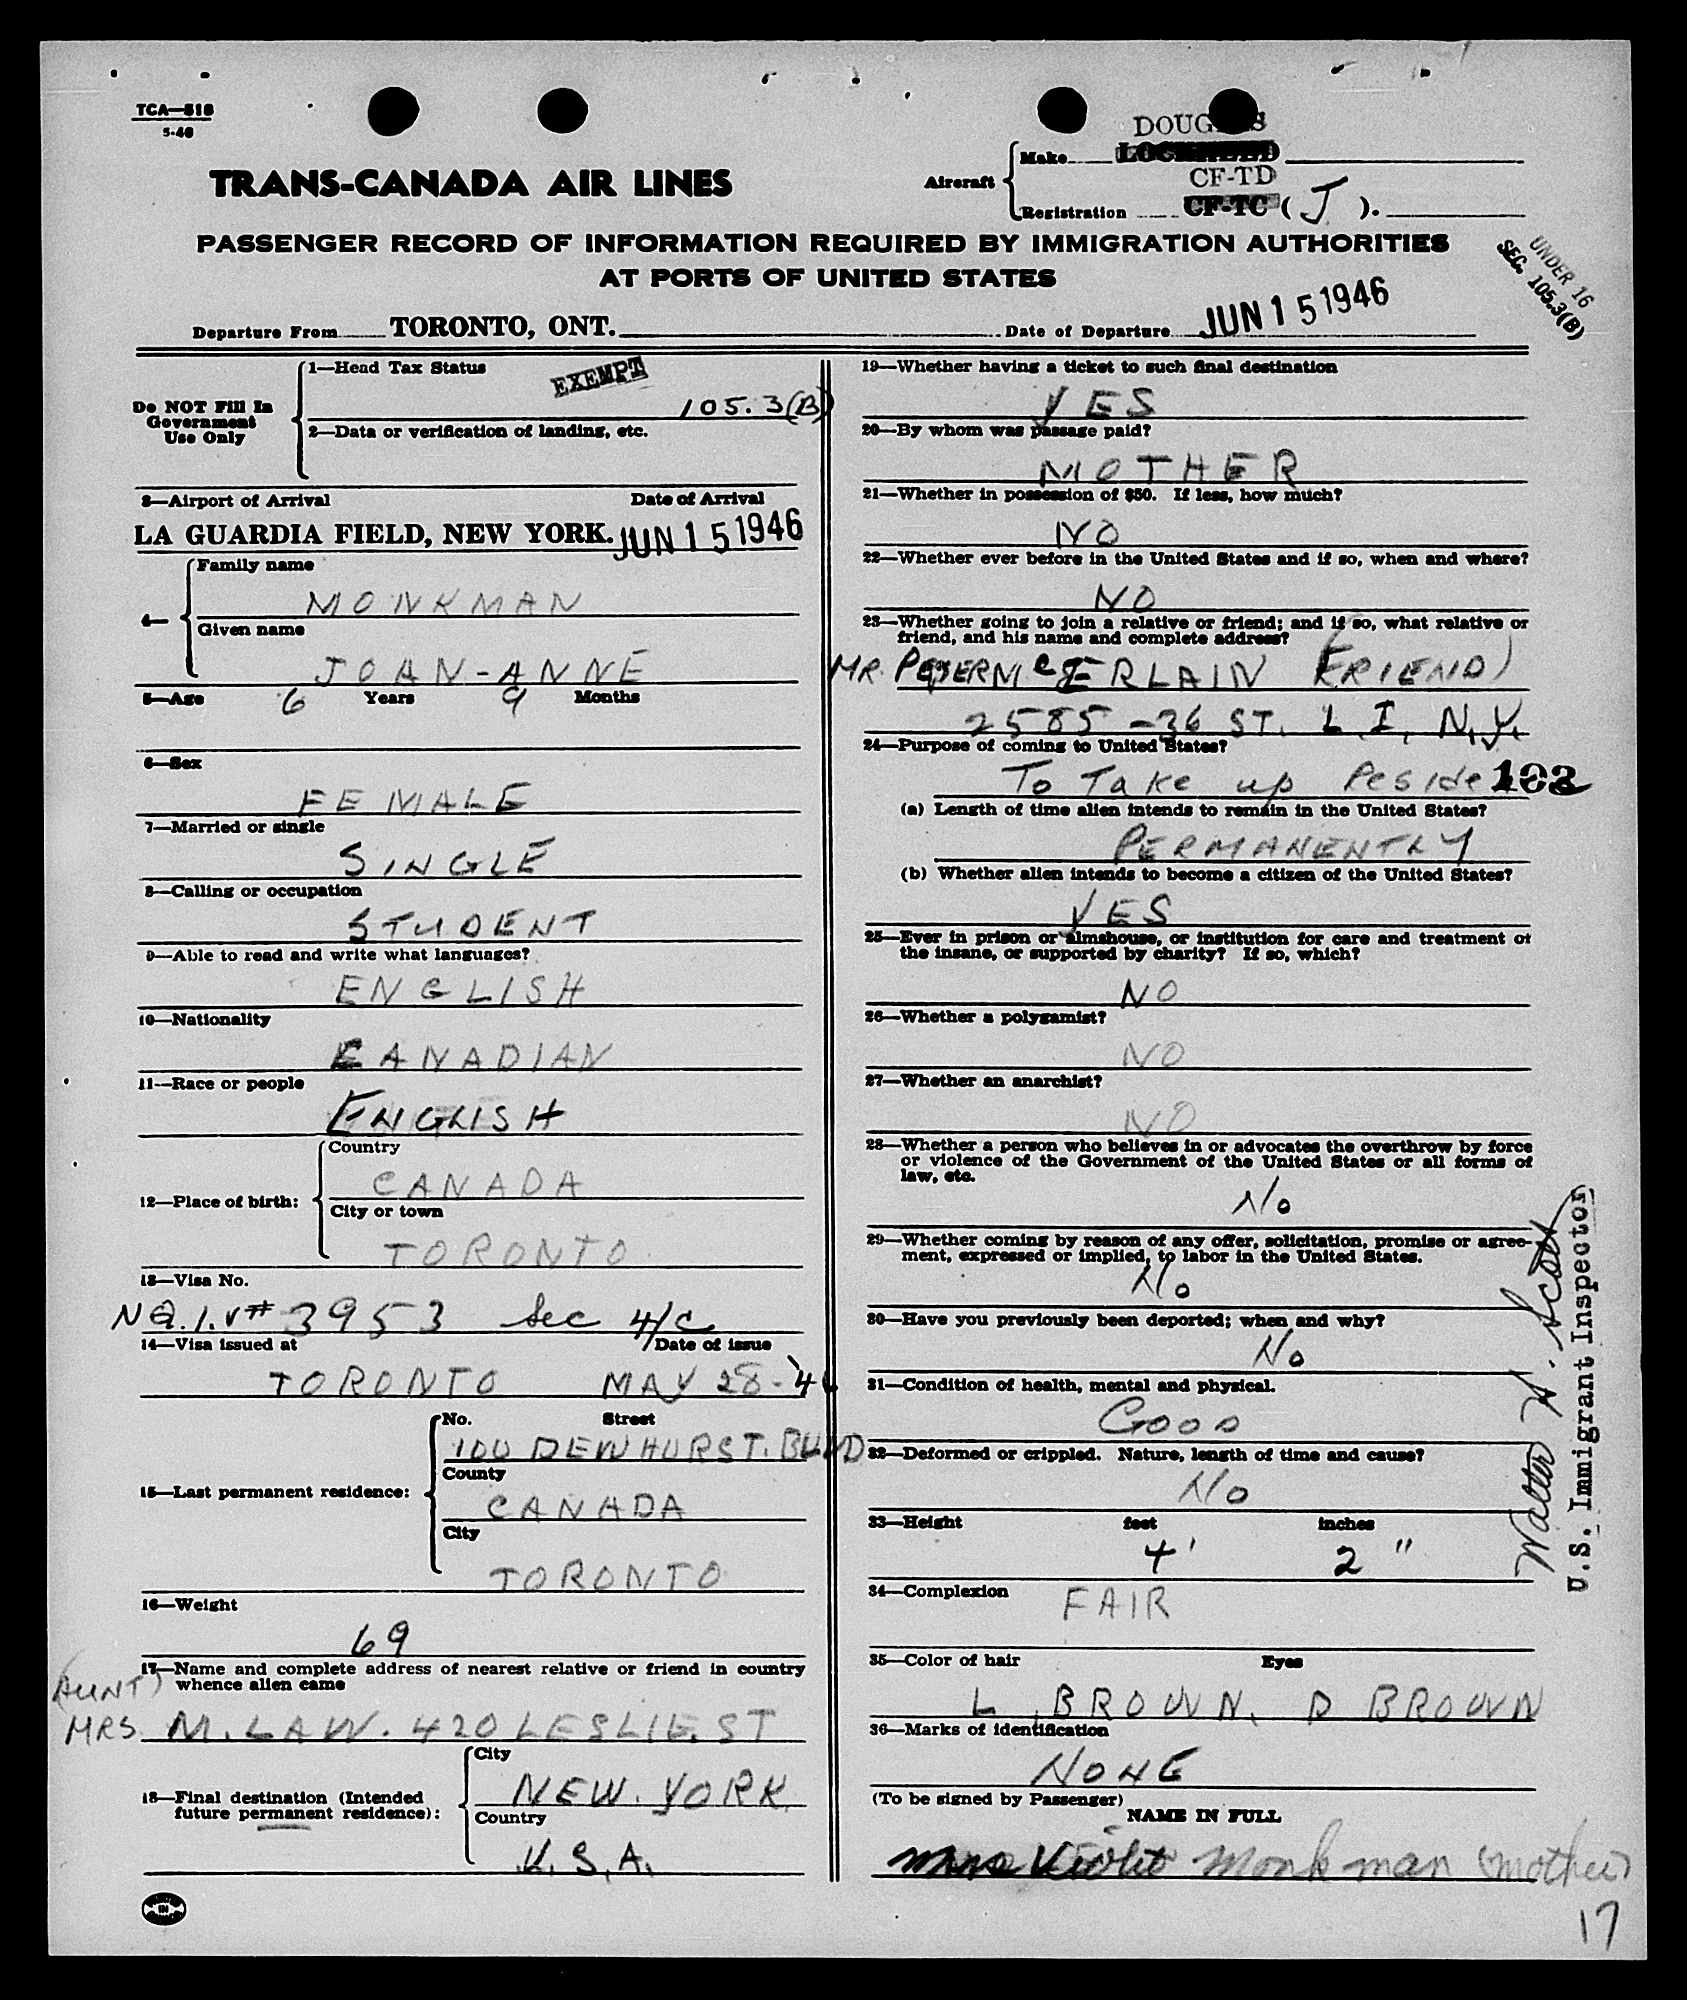 TCA—518
5-46
DOUGLAS
Aircraft
Make LOCKHEED
TRANS-CANADA AIR LINES
CF-TD
Registration CF-TC ( J ).
PASSENGER RECORD OF INFORMATION REQUIRED BY IMMIGRATION AUTHORITIES
AT PORTS OF UNITED STATES
UNDER 16
SEC. 105.3(B)
Departure From TORONTO, ONT. Date of Departure JUN 15 1946
Do NOT Fill In
Government
Use Only
1—Head Tax Status
EXEMPT
105.3(B)
2—Data or verification of landing, etc.
3—Airport of Arrival Date of Arrival
LA GUARDIA FIELD, NEW YORK. JUN 15 1946
4—
Family name
MONKMAN
Given name
JOAN-ANNE
5—Age 6 Years 9 Months
6—Sex
FEMALE
7—Married or single
SINGLE
8—Calling or occupation
STUDENT
9—Able to read and write what languages?
ENGLISH
10—Nationality
CANADIAN
11—Race or people
ENGLISH
12—Place of birth:
Country
CANADA
City or town
TORONTO
13—Visa No.
N.Q.I.V# 3953 Sec 4/C
14—Visa issued at Date of issue
TORONTO MAY 28-'46
15—Last permanent residence:
No. Street
100 DEWHURST. BLVD
County
CANADA
City
TORONTO
16—Weight
69
17—Name and complete address of nearest relative or friend in country
whence alien came
(AUNT)
MRS. M. LAW. 420 LESLIE. ST
18—Final destination (Intended
future permanent residence):
City
NEW. YORK.
Country
U.S.A.
19—Whether having a ticket to such final destination
YES
20—By whom was passage paid?
MOTHER
21—Whether in possession of $50. If less, how much?
NO
22—Whether ever before in the United States and if so, when and where?
NO
23—Whether going to join a relative or friend; and if so, what relative or
friend, and his name and complete address?
MR. (FRIEND)
2585-36 ST. L.I, N.Y.
24—Purpose of coming to United States?
To Take up Reside
(a) Length of time alien intends to remain in the United States?
PERMANENTLY
(b) Whether alien intends to become a citizen of the United States?
YES
25—Ever in prison or almshouse, or institution for care and treatment of
the insane, or supported by charity? If so, which?
NO
26—Whether a polygamist?
NO
27—Whether an anarchist?
NO
28—Whether a person who believes in or advocates the overthrow by force
or violence of the Government of the United States or all forms of
law, etc.
No
29—Whether coming by reason of any offer, solicitation, promise or agree-
ment, expressed or implied, to labor in the United States.
No
30—Have you previously been deported; when and why?
No
31—Condition of health, mental and physical.
Good
32—Deformed or crippled. Nature, length of time and cause?
No
33—Height feet inches
4' 2"
34—Complexion FAIR
35—Color of hair Eyes
L. BROWN. D BROWN
36—Marks of identification
NONE
(To be signed by Passenger)
NAME IN FULL
Mrs Violet Monkman (mother)
Walter H. Scott
U.S. Immigrant Inspector
17